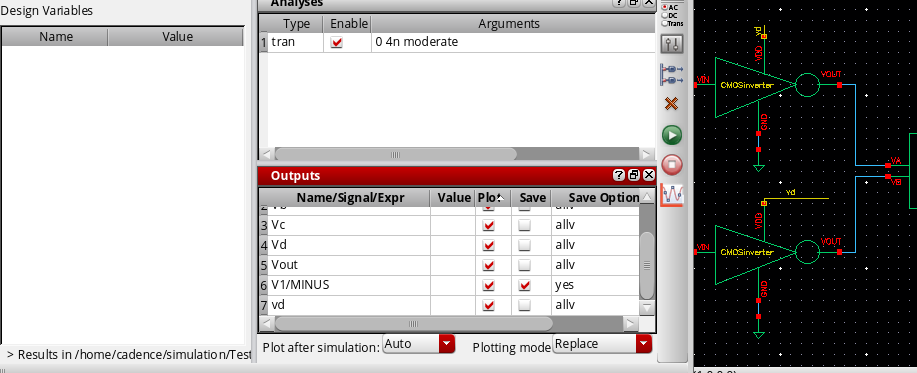 Design Variables
Name Value
> Results in /home/cadence/simulation/Test
Analyses
Type Enable Arguments
1 tran 0 4n moderate
Outputs
Name/Signal/Expr Value Plot Save Save Option
allv
3 Vc allv
4 Vd allv
5 Vout allv
6 V1/MINUS yes
7 vd allv
Plot after simulation: Auto Plotting mode Replace
AC
DC
Trans
vd
VDD
VIN
CMOSinverter
VOUT
GND
VA
VB
vd
VDD
VIN
CMOSinverter
VOUT
GND